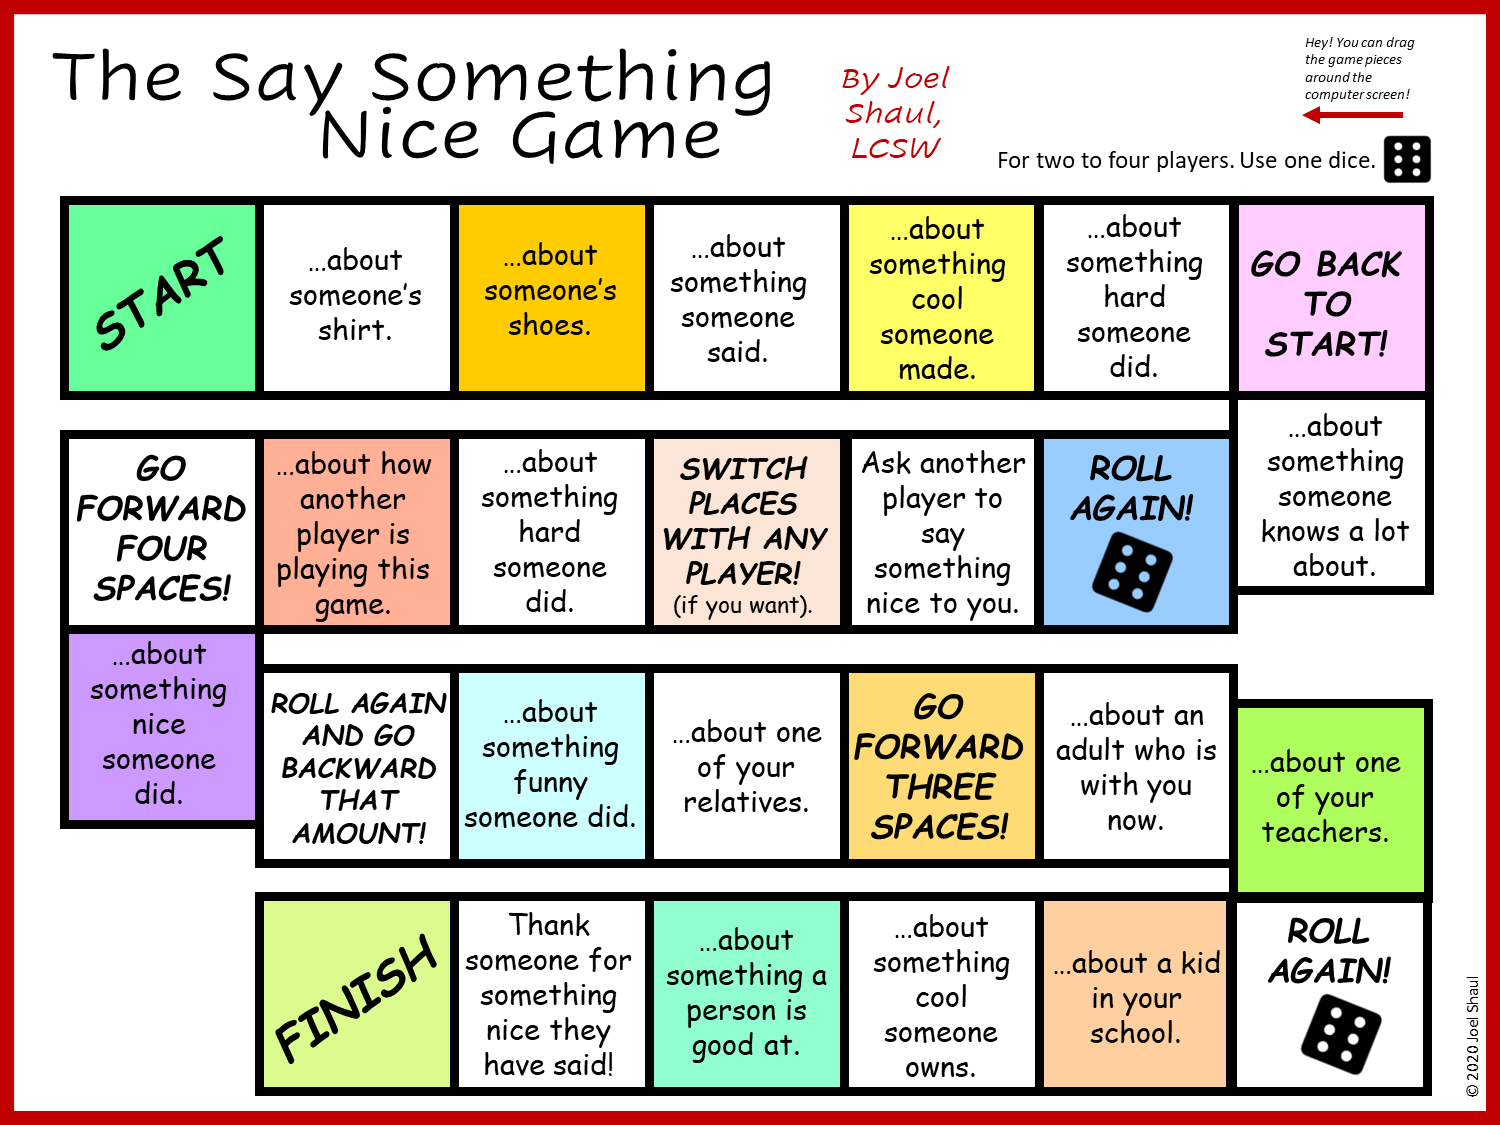 The Say Something
Nice Game
By Joel
Shaul,
LCSW
Hey! You can drag
the game pieces
around the
computer screen!
For two to four players. Use one dice.
START
...about
someone's
shirt.
...about
someone's
shoes.
...about
something
someone
said.
...about
something
cool
someone
made.
...about
something
hard
someone
did.
GO BACK
TO
START!
...about
something
someone
knows a lot
about.
ROLL
AGAIN!
Ask another
player to
say
something
nice to you.
SWITCH
PLACES
WITH ANY
PLAYER!
(if you want).
...about
something
hard
someone
did.
...about how
another
player is
playing this
game.
GO
FORWARD
FOUR
SPACES!
...about
something
nice
someone
did.
ROLL AGAIN
AND GO
BACKWARD
THAT
AMOUNT!
...about
something
funny
someone did.
...about one
of your
relatives.
GO
FORWARD
THREE
SPACES!
...about an
adult who is
with you
now.
...about one
of your
teachers.
ROLL
AGAIN!
...about a kid
in your
school.
...about
something
cool
someone
owns.
...about
something a
person is
good at.
Thank
someone for
something
nice they
have said!
FINISH
© 2020 Joel Shaul